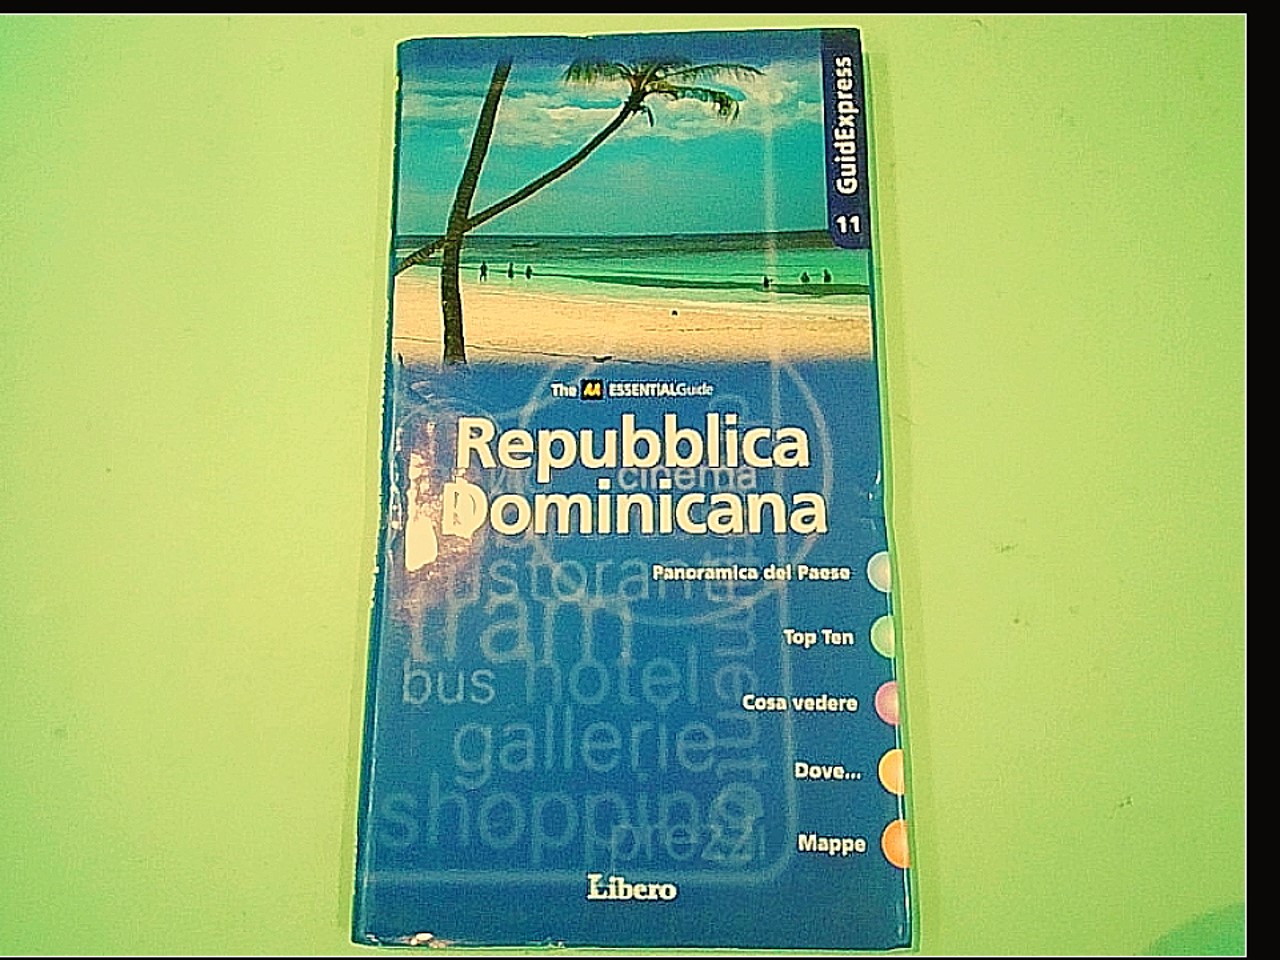 GuidExpress
11
The AA ESSENTIALGuide
Repubblica
cinema
Dominicana
Panoramica del Paese
tram
Top Ten
bus hotel
Cosa vedere
gallerie
Dove...
shopping
prezzi
Mappe
Libero